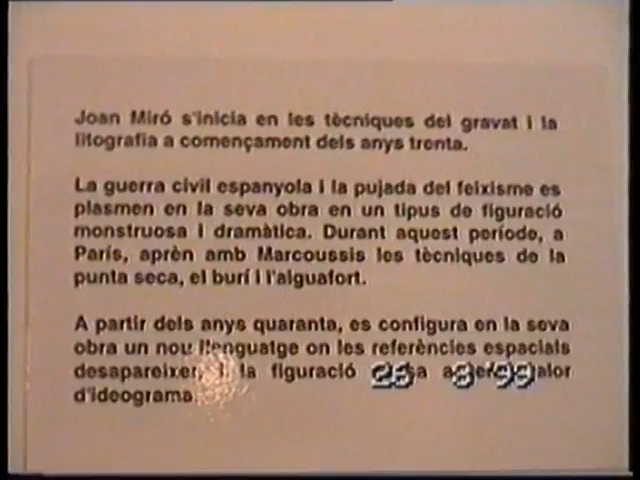 Joan Miró s'inicia en les tècniques del gravat i la
litografia a començament dels anys trenta.
La guerra civil espanyola i la pujada del feixisme es
plasmen en la seva obra en un tipus de figuració
monstruosa i dramàtica. Durant aquest període, a
París, aprèn amb Marcoussis les tècniques de la
punta seca, el burí i l'aiguafort.
A partir dels anys quaranta, es configura en la seva
obra un nou llenguatge on les referències espacials
desapareixen i la figuració
d'ideograma.